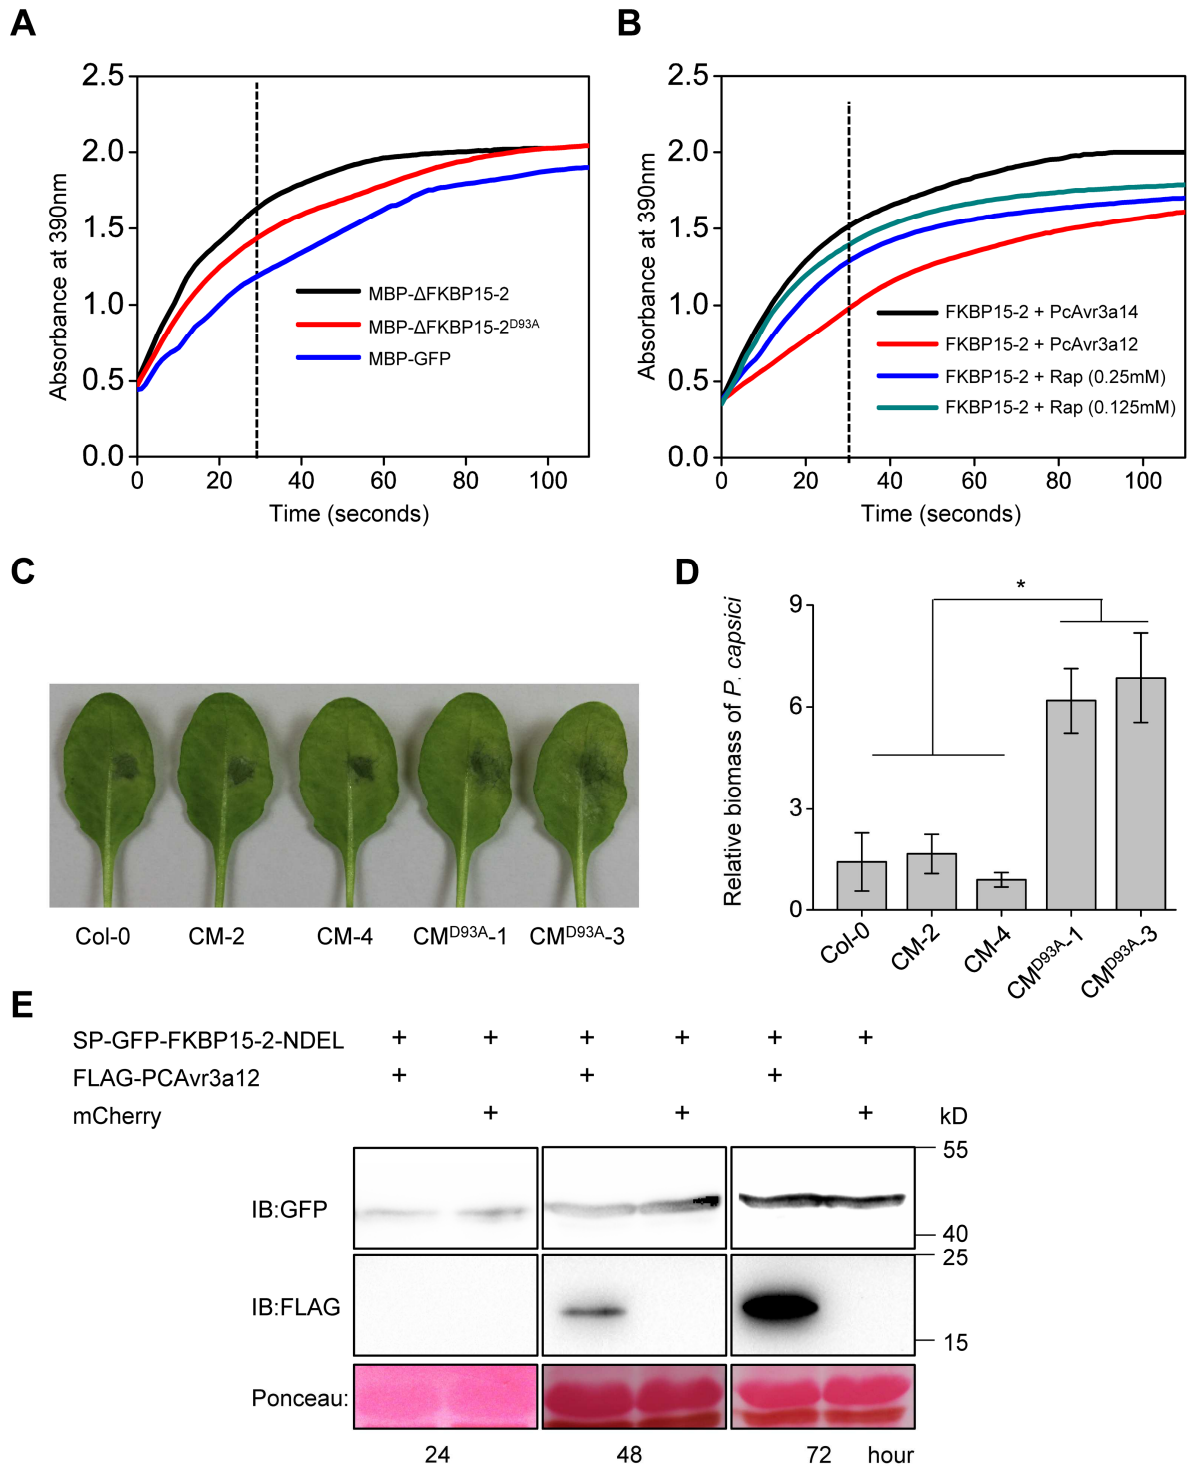 A
2.5
2.0
1.5
1.0
0.5
0.0
Absorbance at 390nm
0 20 40 60 80 100
Time (seconds)
MBP-ΔFKBP15-2
MBP-ΔFKBP15-2D93A
MBP-GFP
B
2.5
2.0
1.5
1.0
0.5
0.0
Absorbance at 390nm
0 20 40 60 80 100
Time (seconds)
FKBP15-2 + PcAvr3a14
FKBP15-2 + PcAvr3a12
FKBP15-2 + Rap (0.25mM)
FKBP15-2 + Rap (0.125mM)
C
Col-0 CM-2 CM-4 CMD93A-1 CMD93A-3
D
Relative biomass of P. capsici
9
6
3
0
*
Col-0 CM-2 CM-4 CMD93A-1 CMD93A-3
E
SP-GFP-FKBP15-2-NDEL + + + + + +
FLAG-PCAvr3a12 + + +
mCherry + + + kD
55
IB:GFP
40
25
IB:FLAG
15
Ponceau:
24 48 72 hour